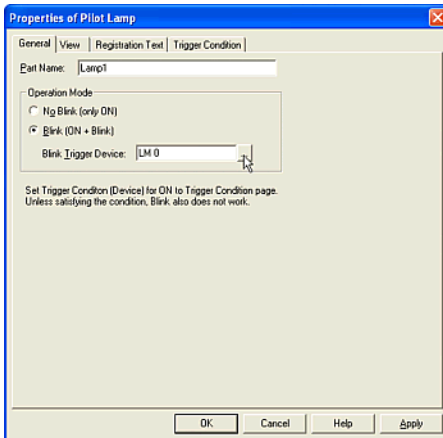 Properties of Pilot Lamp
General View Registration Text Trigger Condition
Part Name: Lamp1
Operation Mode
No Blink (only ON)
Blink (ON + Blink)
Blink Trigger Device: LM 0
Set Trigger Conditon (Device) for ON to Trigger Condition page.
Unless satisfying the condition, Blink also does not work.
OK Cancel Help Apply